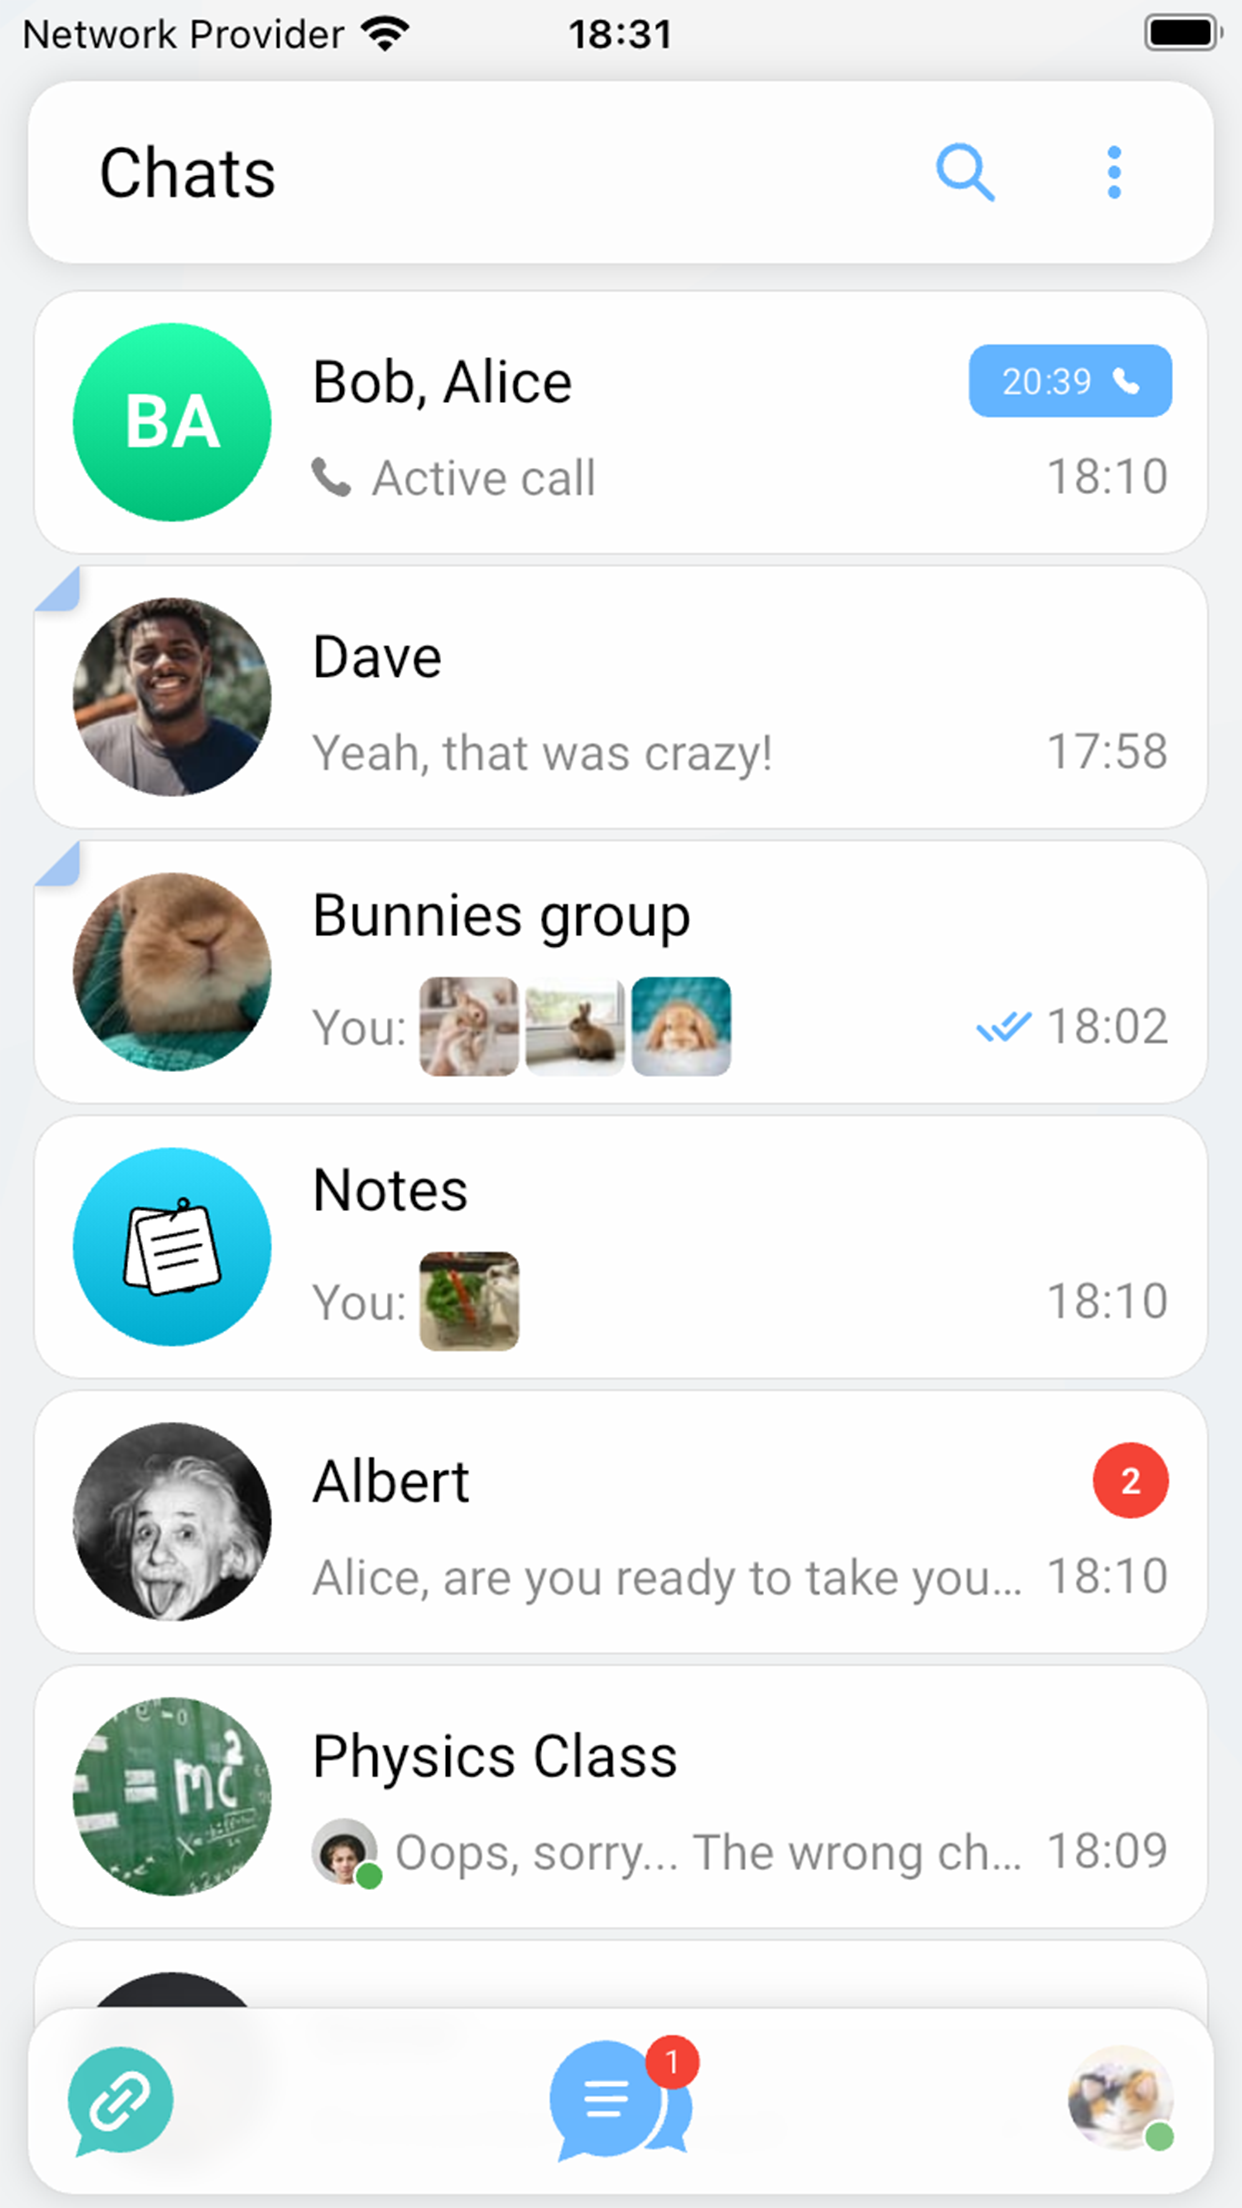 Network Provider 18:31
Chats
BA
Bob, Alice 20:39
Active call 18:10
Dave
Yeah, that was crazy! 17:58
Bunnies group
You: 18:02
Notes
You: 18:10
Albert 2
Alice, are you ready to take you... 18:10
= mc²
Physics Class
Oops, sorry... The wrong ch... 18:09
1